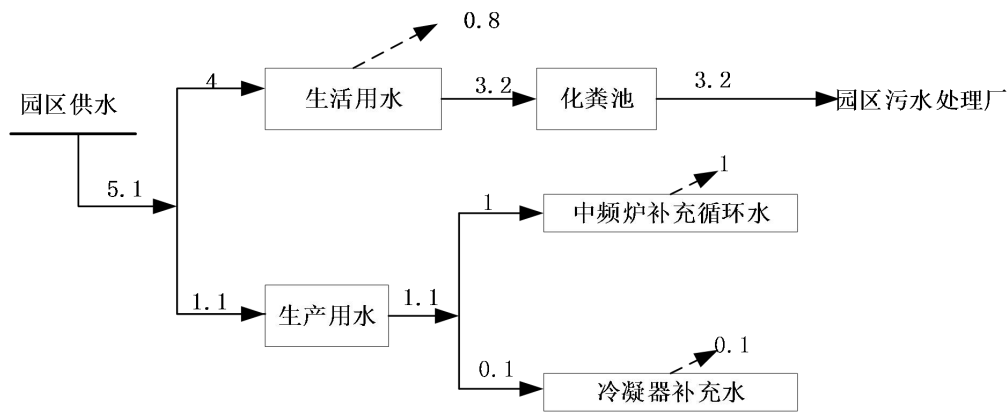 0.8
4
生活用水
3.2
化粪池
3.2
园区污水处理厂
园区供水
5.1
1
1
中频炉补充循环水
1.1
生产用水
1.1
0.1
0.1
冷凝器补充水